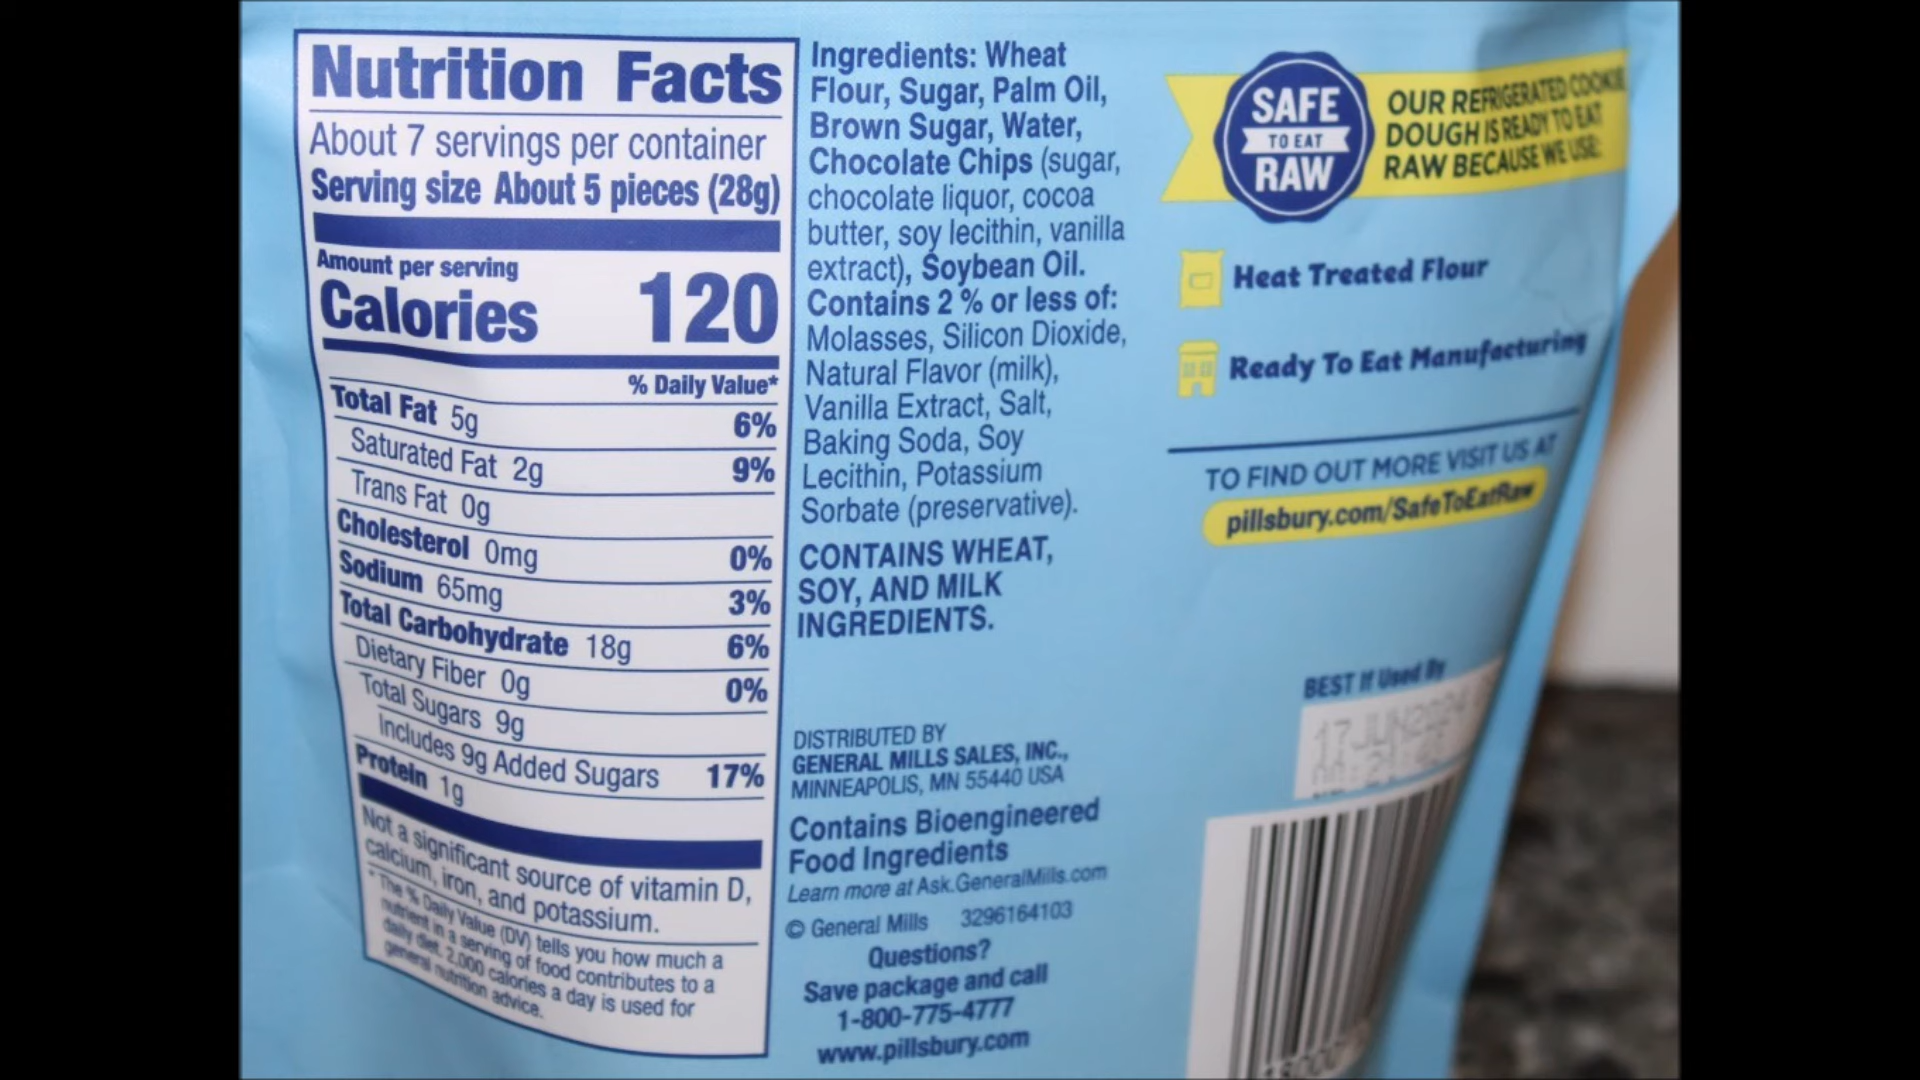 Nutrition Facts
About 7 servings per container
Serving size About 5 pieces (28g)
Amount per serving
Calories 120
% Daily Value*
Total Fat 5g 6%
Saturated Fat 2g 9%
Trans Fat 0g
Cholesterol 0mg 0%
Sodium 65mg 3%
Total Carbohydrate 18g 6%
Dietary Fiber 0g 0%
Total Sugars 9g
Includes 9g Added Sugars 17%
Protein 1g
Not a significant source of vitamin D,
calcium, iron, and potassium.
*The % Daily Value (DV) tells you how much a
nutrient in a serving of food contributes to a
daily diet. 2,000 calories a day is used for
general nutrition advice.
Ingredients: Wheat
Flour, Sugar, Palm Oil,
Brown Sugar, Water,
Chocolate Chips (sugar,
chocolate liquor, cocoa
butter, soy lecithin, vanilla
extract), Soybean Oil.
Contains 2 % or less of:
Molasses, Silicon Dioxide,
Natural Flavor (milk),
Vanilla Extract, Salt,
Baking Soda, Soy
Lecithin, Potassium
Sorbate (preservative).
CONTAINS WHEAT,
SOY, AND MILK
INGREDIENTS.
DISTRIBUTED BY
GENERAL MILLS SALES, INC.,
MINNEAPOLIS, MN 55440 USA
Contains Bioengineered
Food Ingredients
Learn more at Ask.GeneralMills.com
© General Mills 3296164103
Questions?
Save package and call
1-800-775-4777
www.pillsbury.com
SAFE
TO EAT
RAW
OUR REFRIGERATED COOKIE
DOUGH IS READY TO EAT
RAW BECAUSE WE USE:
Heat Treated Flour
Ready To Eat Manufacturing
TO FIND OUT MORE VISIT US AT
pillsbury.com/SafeToEatRaw
BEST If Used By
17JUN2024